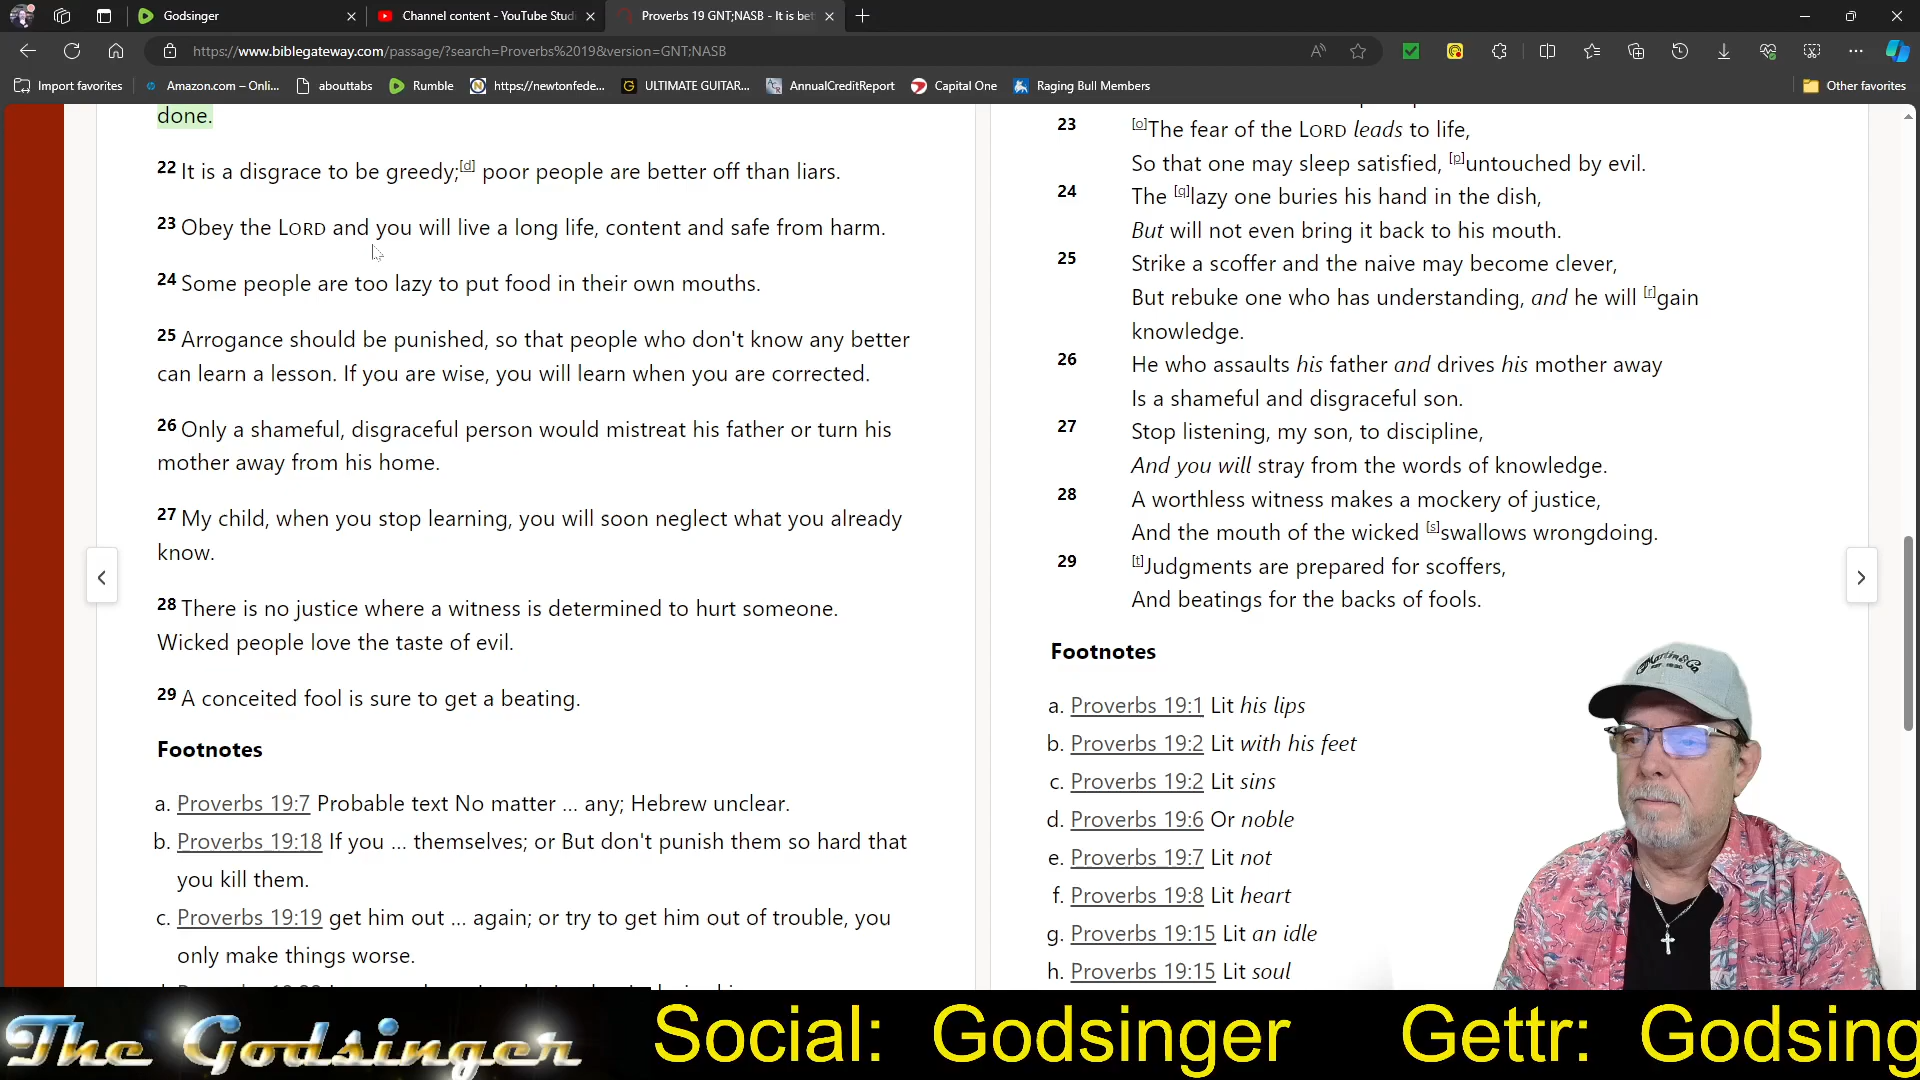 Godsinger
Channel content - YouTube Studi
Proverbs 19 GNT;NASB - It is bet
https://www.biblegateway.com/passage/?search=Proverbs%2019&version=GNT;NASB
Import favorites
Amazon.com – Onli...
abouttabs
Rumble
https://newtonfede...
ULTIMATE GUITAR...
AnnualCreditReport
Capital One
Raging Bull Members
Other favorites
done.
22 It is a disgrace to be greedy;[d] poor people are better off than liars.
23 Obey the LORD and you will live a long life, content and safe from harm.
24 Some people are too lazy to put food in their own mouths.
25 Arrogance should be punished, so that people who don't know any better
can learn a lesson. If you are wise, you will learn when you are corrected.
26 Only a shameful, disgraceful person would mistreat his father or turn his
mother away from his home.
27 My child, when you stop learning, you will soon neglect what you already
know.
28 There is no justice where a witness is determined to hurt someone.
Wicked people love the taste of evil.
29 A conceited fool is sure to get a beating.
Footnotes
a. Proverbs 19:7 Probable text No matter ... any; Hebrew unclear.
b. Proverbs 19:18 If you ... themselves; or But don't punish them so hard that
you kill them.
c. Proverbs 19:19 get him out ... again; or try to get him out of trouble, you
only make things worse.
23 [o]The fear of the LORD leads to life,
So that one may sleep satisfied, [p]untouched by evil.
24 The [q]lazy one buries his hand in the dish,
But will not even bring it back to his mouth.
25 Strike a scoffer and the naive may become clever,
But rebuke one who has understanding, and he will [r]gain
knowledge.
26 He who assaults his father and drives his mother away
Is a shameful and disgraceful son.
27 Stop listening, my son, to discipline,
And you will stray from the words of knowledge.
28 A worthless witness makes a mockery of justice,
And the mouth of the wicked [s]swallows wrongdoing.
29 [t]Judgments are prepared for scoffers,
And beatings for the backs of fools.
Footnotes
a. Proverbs 19:1 Lit his lips
b. Proverbs 19:2 Lit with his feet
c. Proverbs 19:2 Lit sins
d. Proverbs 19:6 Or noble
e. Proverbs 19:7 Lit not
f. Proverbs 19:8 Lit heart
g. Proverbs 19:15 Lit an idle
h. Proverbs 19:15 Lit soul
The Godsinger
Social: Godsinger Gettr: Godsing